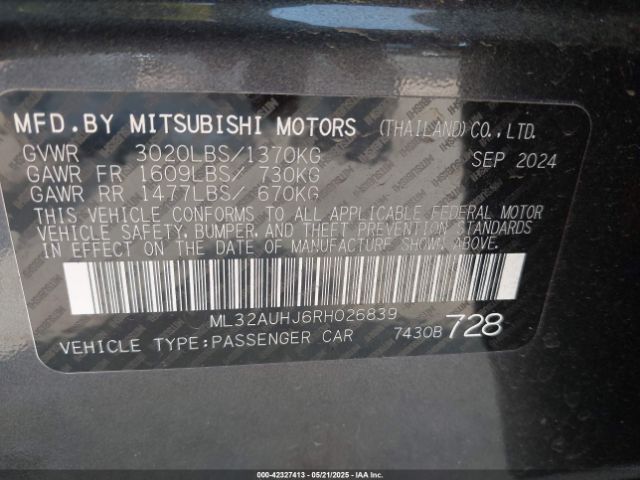 MFD.BY MITSUBISHI MOTORS (THAILAND) CO., LTD.
GVWR 3020LBS/1370KG SEP 2024
GAWR FR 1609LBS/ 730KG
GAWR RR 1477LBS/ 670KG
THIS VEHICLE CONFORMS TO ALL APPLICABLE FEDERAL MOTOR
VEHICLE SAFETY, BUMPER, AND THEFT PREVENTION STANDARDS
IN EFFECT ON THE DATE OF MANUFACTURE SHOWN ABOVE.
ML32AUHJ6RH026839
VEHICLE TYPE:PASSENGER CAR 7430B 728
000-42327413 - 05/21/2025 - IAAI.COM